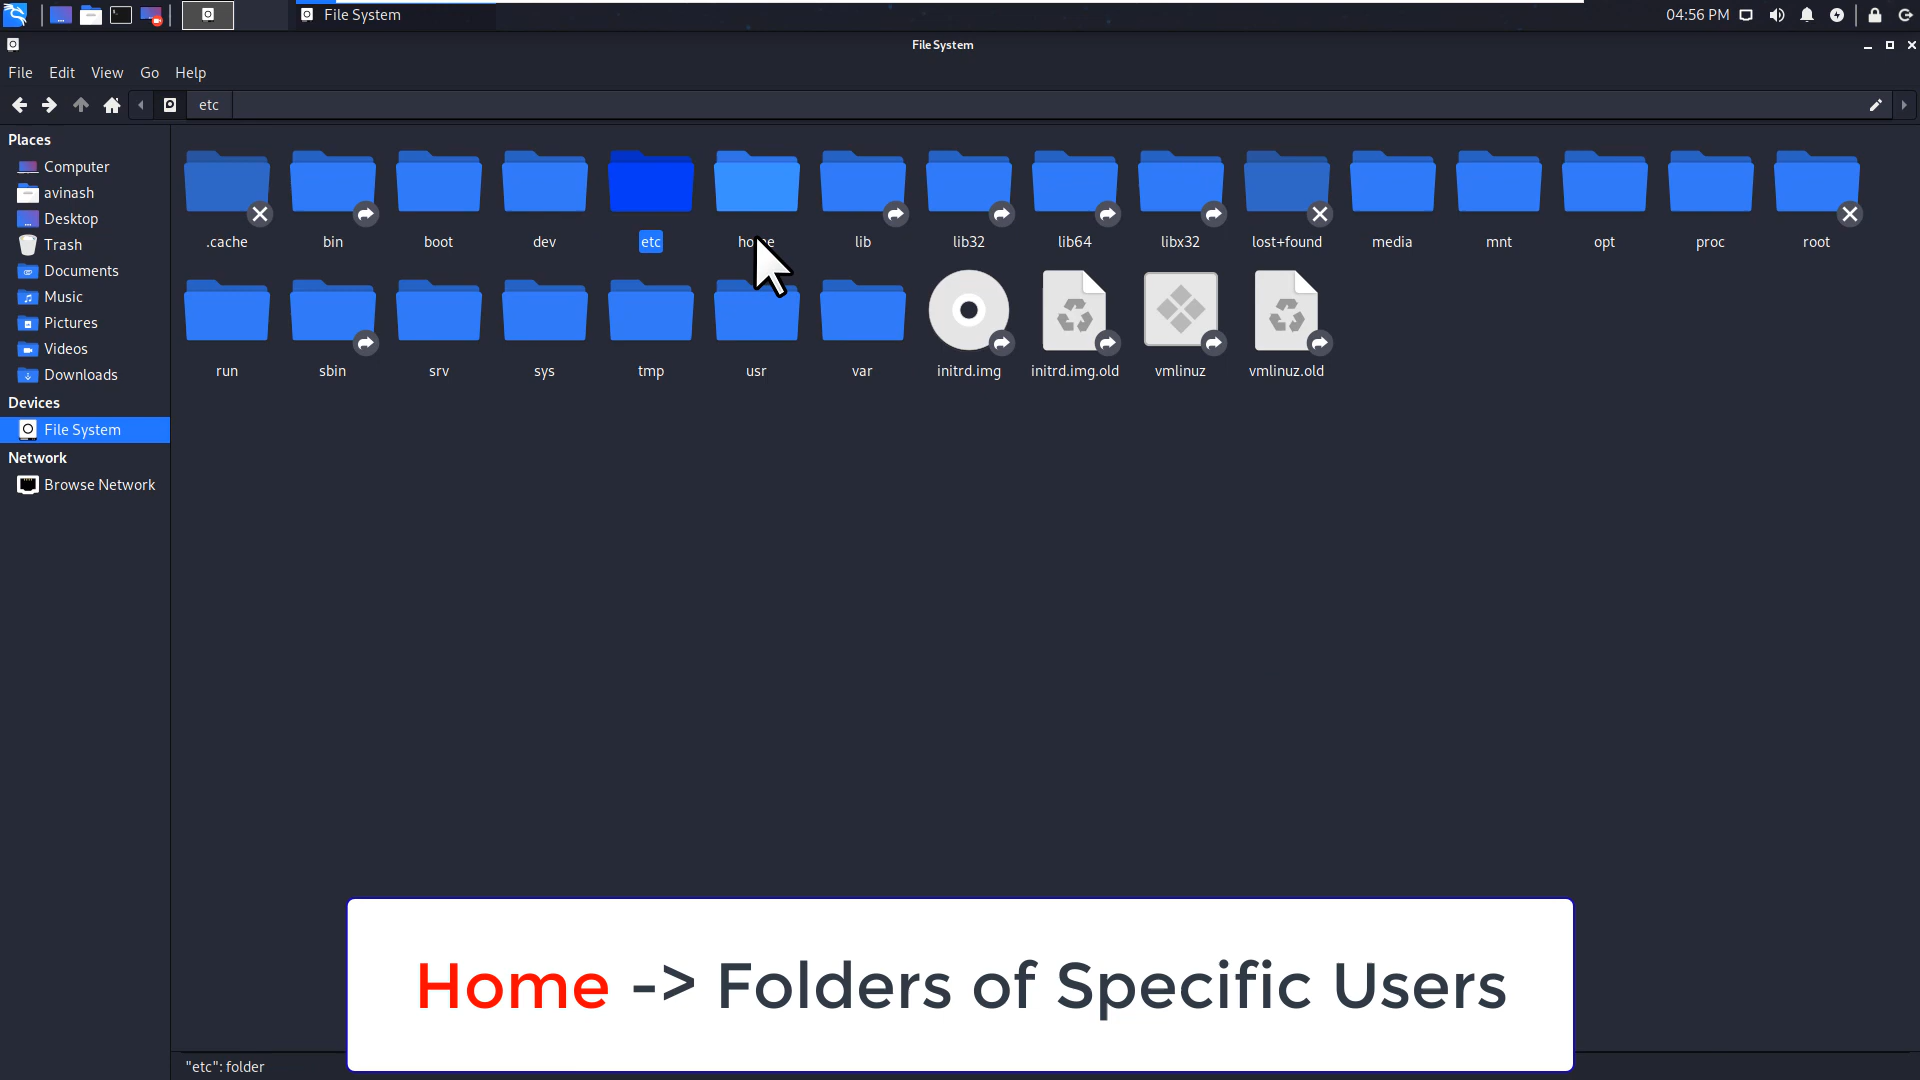 File System
04:56 PM
File System
File Edit View Go Help
etc
Places
Computer
avinash
Desktop
Trash
Documents
Music
Pictures
Videos
Downloads
Devices
File System
Network
Browse Network
.cache bin boot dev etc home lib lib32 lib64 libx32 lost+found media mnt opt proc root
run sbin srv sys tmp usr var initrd.img initrd.img.old vmlinuz vmlinuz.old
Home -> Folders of Specific Users
"etc": folder